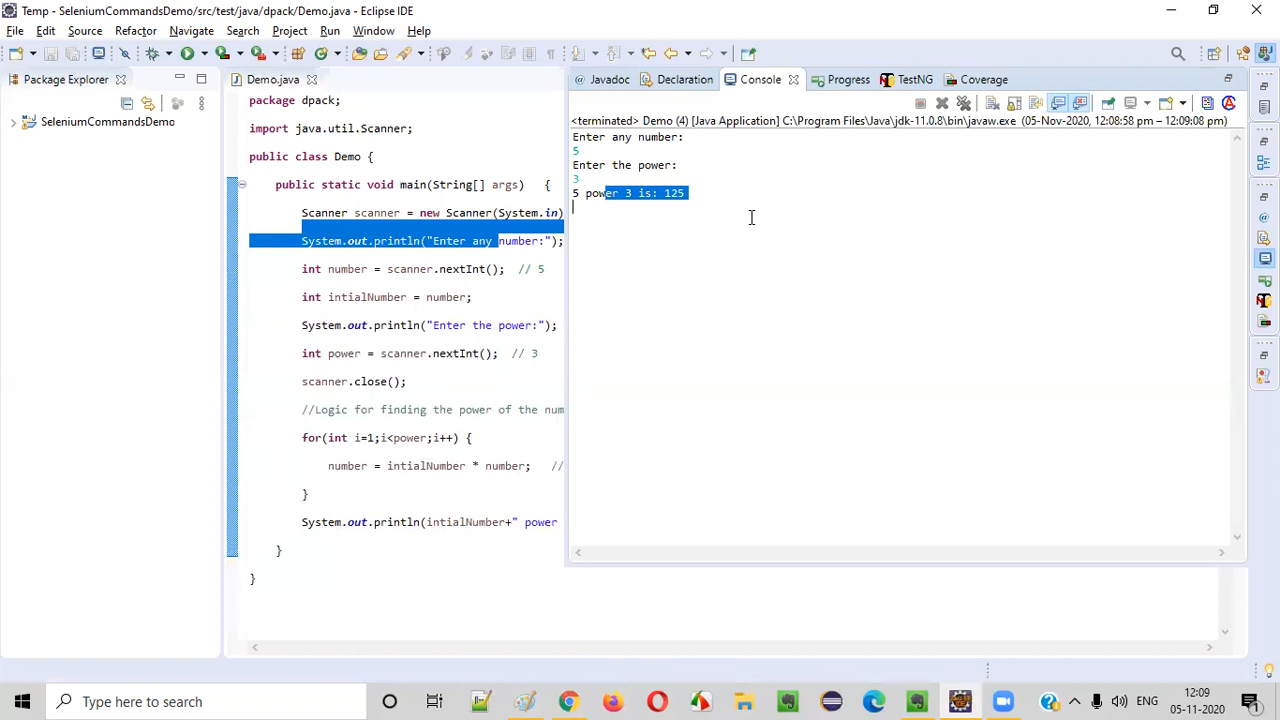 Temp - SeleniumCommandsDemo/src/test/java/dpack/Demo.java - Eclipse IDE
File Edit Source Refactor Navigate Search Project Run Window Help
Package Explorer
Demo.java
Javadoc Declaration Console Progress TestNG Coverage
SeleniumCommandsDemo
package dpack;
import java.util.Scanner;
public class Demo {
public static void main(String[] args) {
Scanner scanner = new Scanner(System.in)
System.out.println("Enter any number:");
int number = scanner.nextInt(); // 5
int intialNumber = number;
System.out.println("Enter the power:");
int power = scanner.nextInt(); // 3
scanner.close();
//Logic for finding the power of the num
for(int i=1;i<power;i++) {
number = intialNumber * number; //
}
System.out.println(intialNumber+" power
}
}
<terminated> Demo (4) [Java Application] C:\Program Files\Java\jdk-11.0.8\bin\javaw.exe (05-Nov-2020, 12:08:58 pm – 12:09:08 pm)
Enter any number:
5
Enter the power:
3
5 power 3 is: 125
Type here to search
ENG
12:09
05-11-2020
1